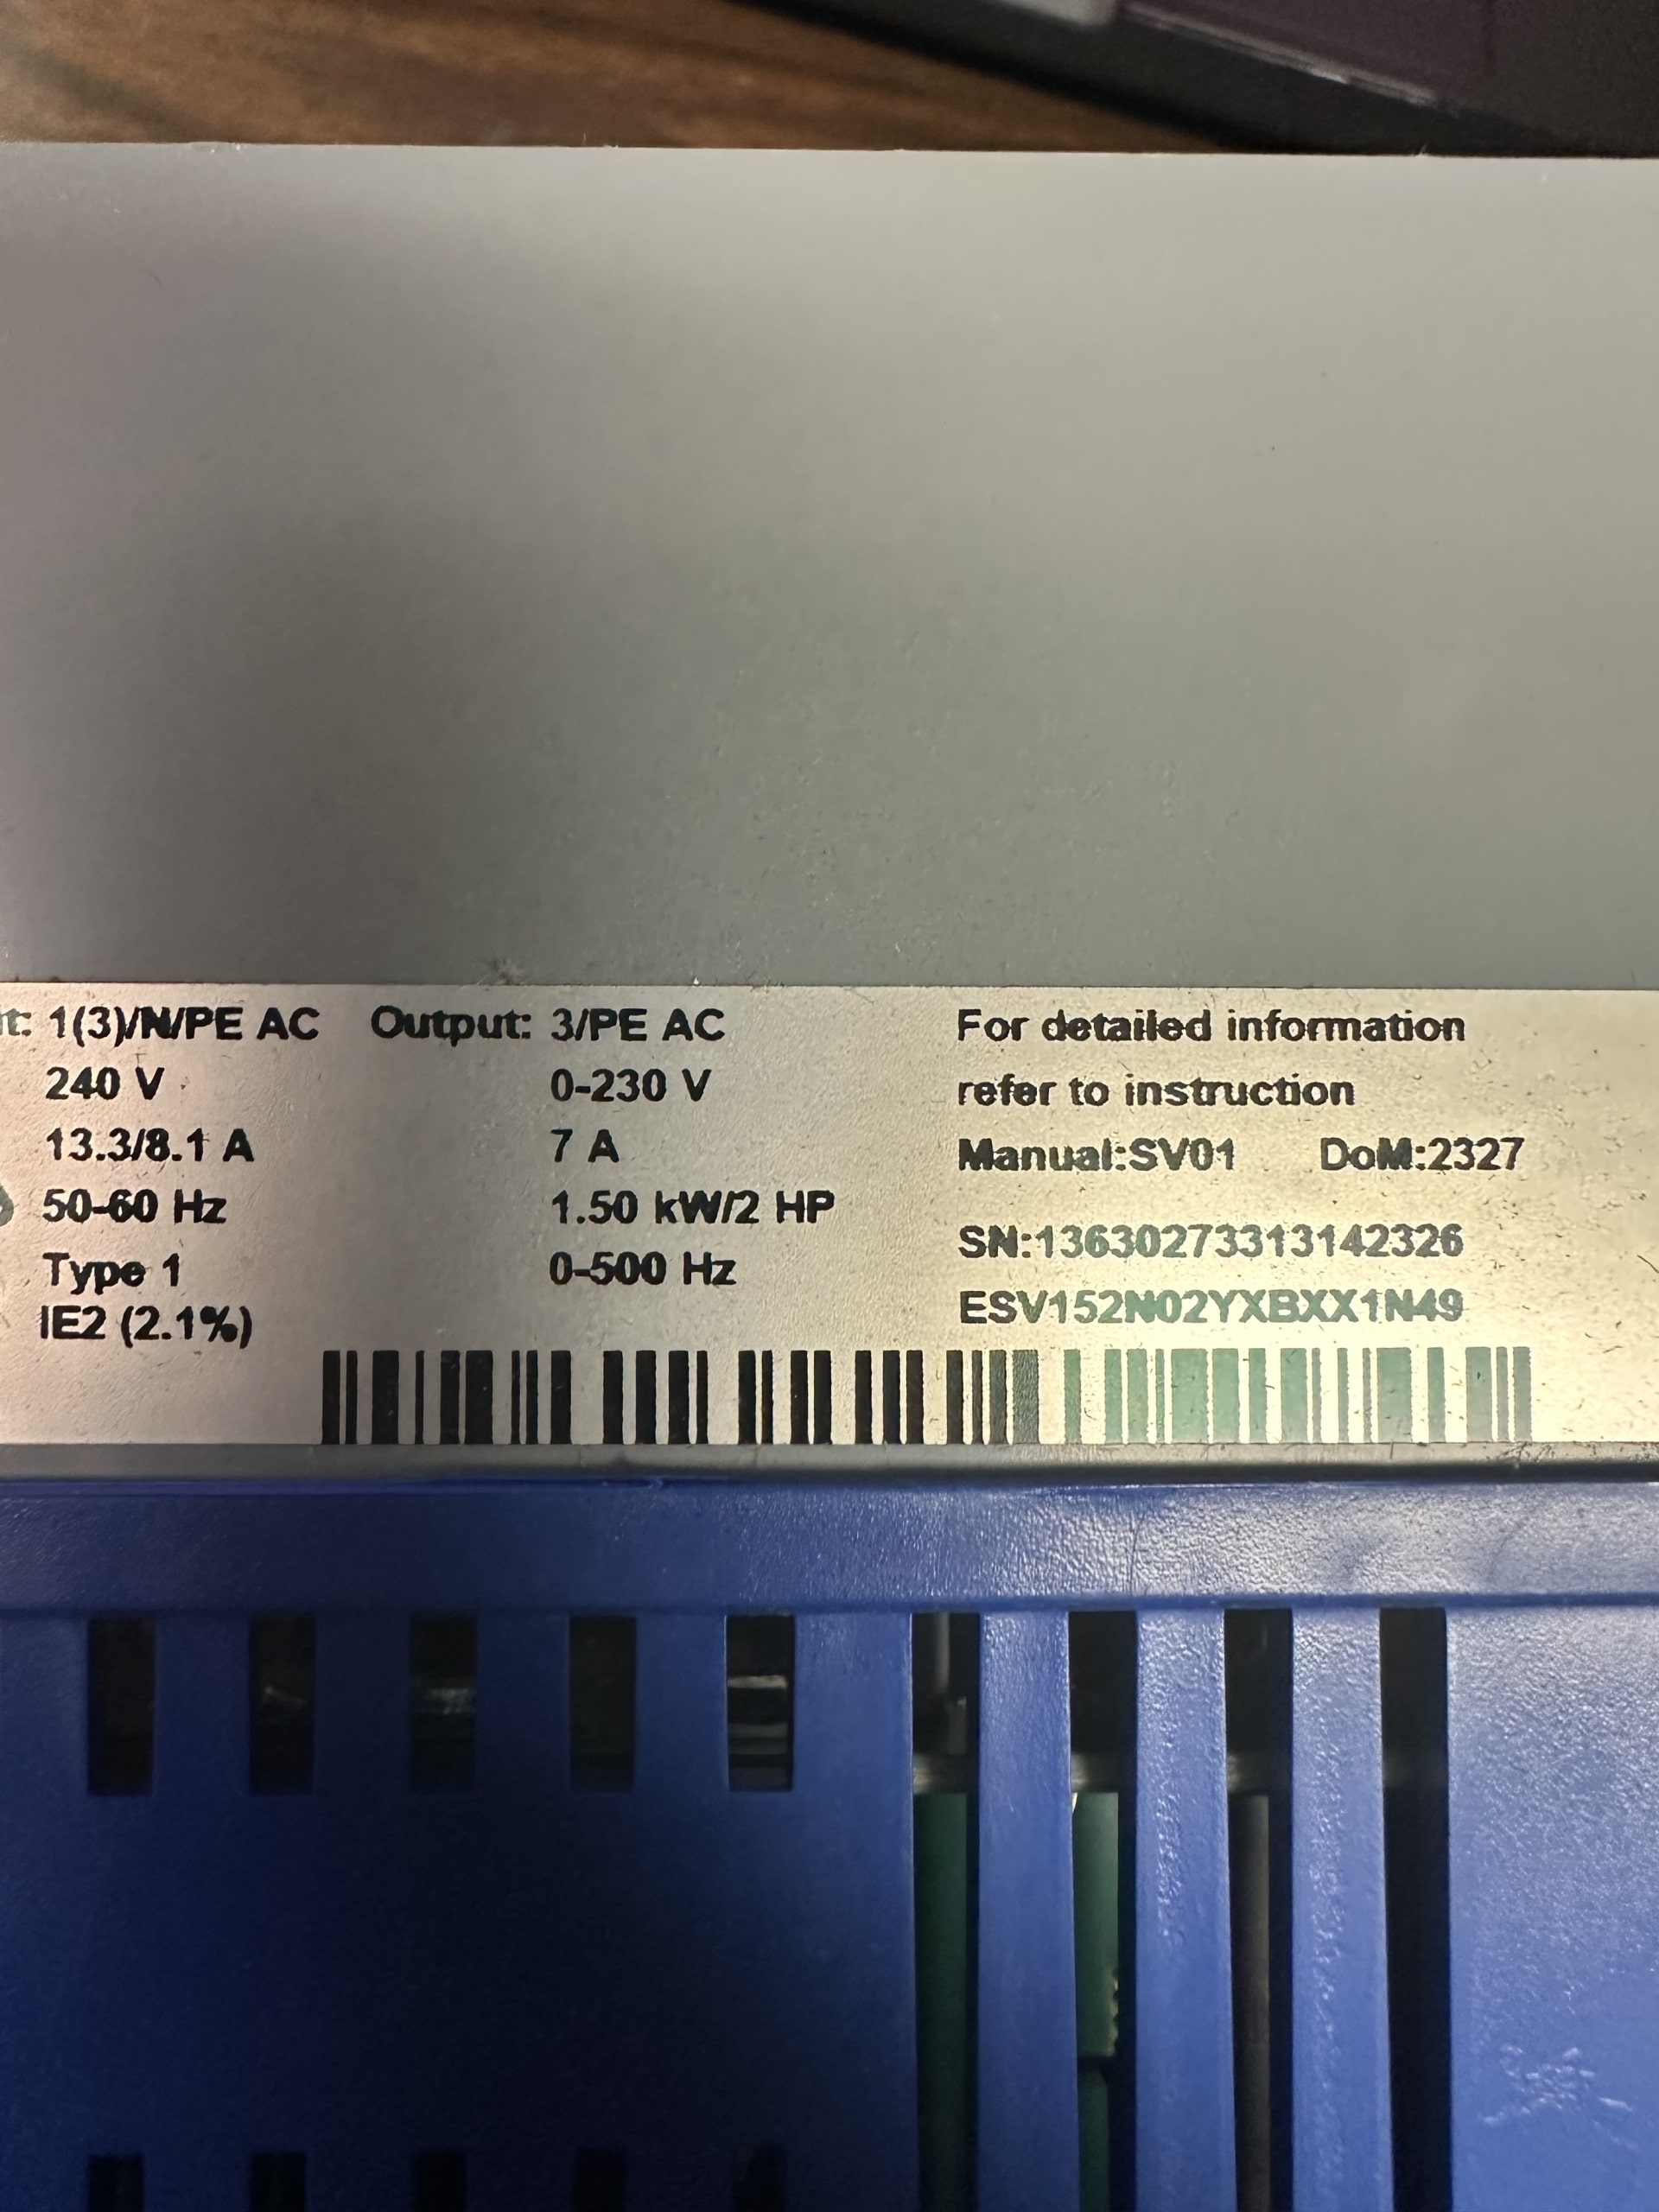 1(3)/N/PE AC
240 V
13.3/8.1 A
50-60 Hz
Type 1
IE2 (2.1%)
Output: 3/PE AC
0-230 V
7 A
1.50 kW/2 HP
0-500 Hz
For detailed information
refer to instruction
Manual:SV01 DoM:2327
SN:13630273313142326
ESV152N02YXBXX1N49